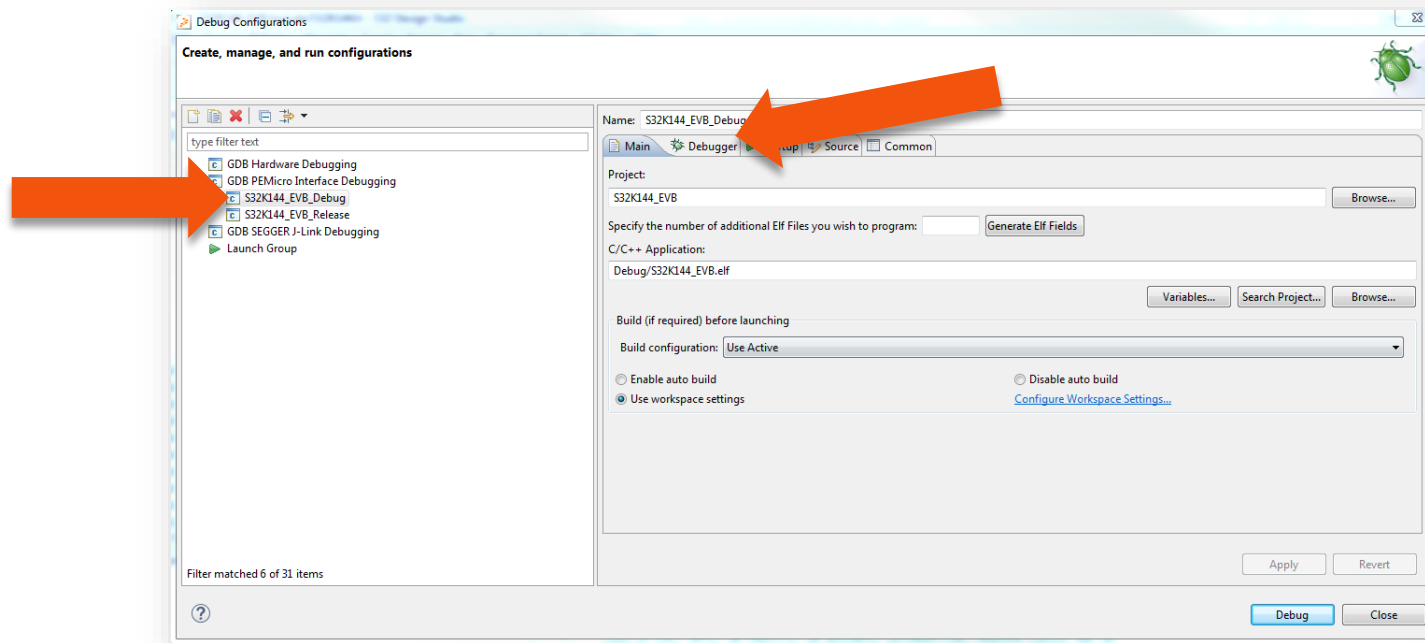 Debug Configurations
Create, manage, and run configurations
type filter text
GDB Hardware Debugging
GDB PEMicro Interface Debugging
S32K144_EVB_Debug
S32K144_EVB_Release
GDB SEGGER J-Link Debugging
Launch Group
Filter matched 6 of 31 items
Name: S32K144_EVB_Debug
Main Debugger Source Common
Project:
S32K144_EVB Browse...
Specify the number of additional Elf Files you wish to program: Generate Elf Fields
C/C++ Application:
Debug/S32K144_EVB.elf
Variables... Search Project... Browse...
Build (if required) before launching
Build configuration: Use Active
Enable auto build Disable auto build
Use workspace settings Configure Workspace Settings...
Apply Revert
Debug Close